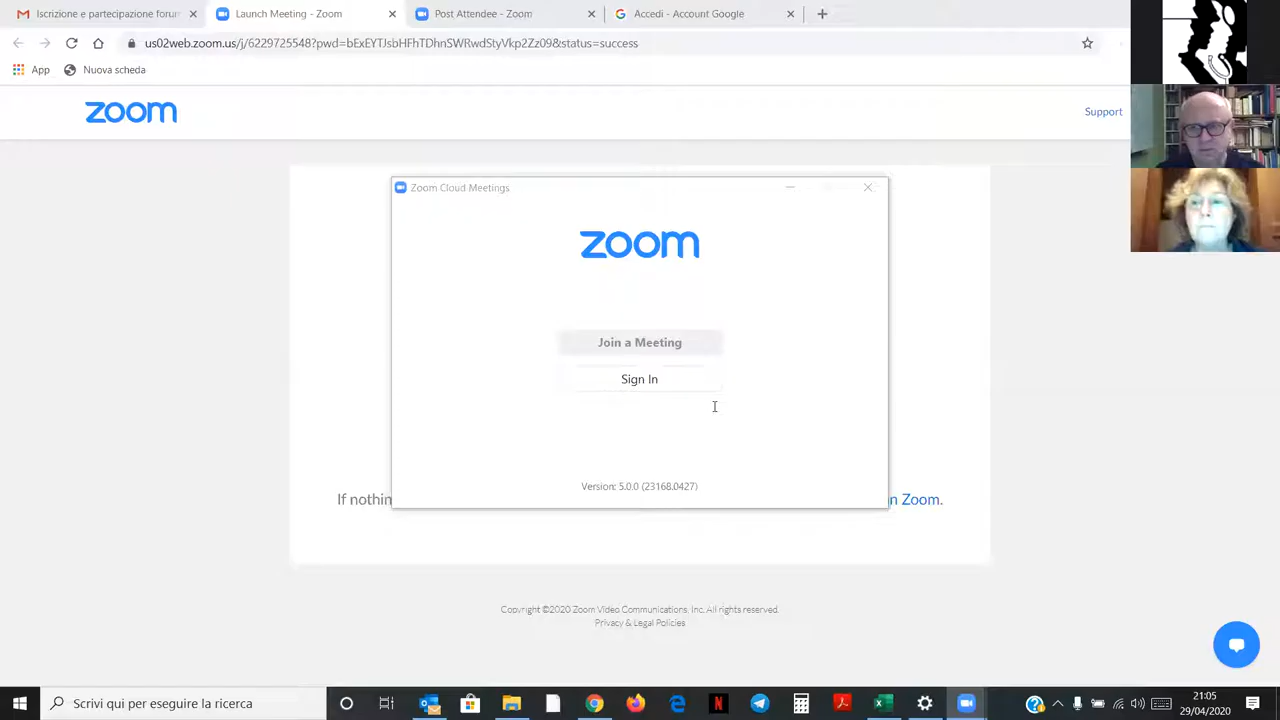 Iscrizione e partecipazione forum
Launch Meeting - Zoom
Post Attendee - Zoom
Accedi - Account Google
us02web.zoom.us/j/6229725548?pwd=bExEYTJsbHFhTDhnSWRwdStyVkp2Zz09&status=success
App
Nuova scheda
zoom
Support
Zoom Cloud Meetings
zoom
Join a Meeting
Sign In
Version: 5.0.0 (23168.0427)
If nothin
n Zoom.
Copyright ©2020 Zoom Video Communications, Inc. All rights reserved.
Privacy & Legal Policies
Scrivi qui per eseguire la ricerca
21:05
29/04/2020